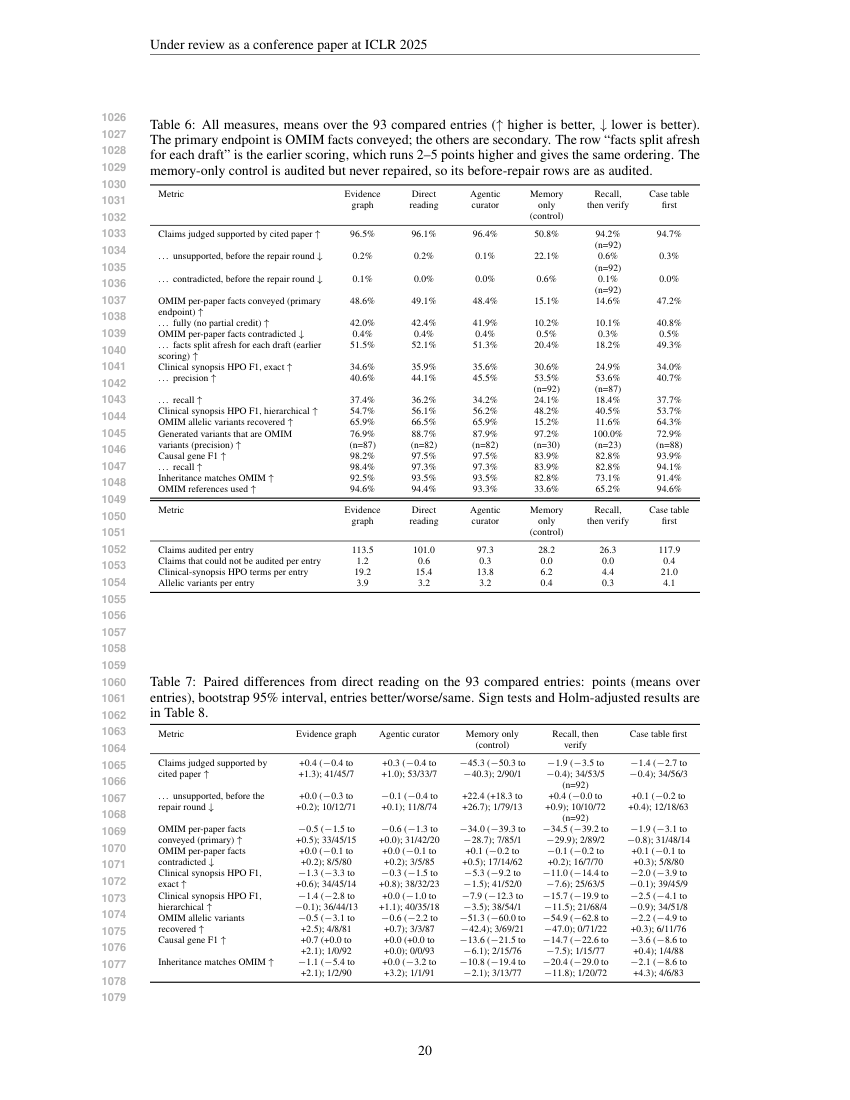 Under review as a conference paper at ICLR 2025
1026
1027
1028
1029
1030
1031
1032
1033
1034
1035
1036
1037
1038
1039
1040
1041
1042
1043
1044
1045
1046
1047
1048
1049
1050
1051
1052
1053
1054
1055
1056
1057
1058
1059
1060
1061
1062
1063
1064
1065
1066
1067
1068
1069
1070
1071
1072
1073
1074
1075
1076
1077
1078
1079
Table 6: All measures, means over the 93 compared entries (↑ higher is better, ↓ lower is better).
The primary endpoint is OMIM facts conveyed; the others are secondary. The row “facts split afresh
for each draft” is the earlier scoring, which runs 2–5 points higher and gives the same ordering. The
memory-only control is audited but never repaired, so its before-repair rows are as audited.
Metric Evidence Direct Agentic Memory Recall, Case table
graph reading curator only then verify first
(control)
Claims judged supported by cited paper ↑ 96.5% 96.1% 96.4% 50.8% 94.2% 94.7%
(n=92)
… unsupported, before the repair round ↓ 0.2% 0.2% 0.1% 22.1% 0.6% 0.3%
(n=92)
… contradicted, before the repair round ↓ 0.1% 0.0% 0.0% 0.6% 0.1% 0.0%
(n=92)
OMIM per-paper facts conveyed (primary 48.6% 49.1% 48.4% 15.1% 14.6% 47.2%
endpoint) ↑
… fully (no partial credit) ↑ 42.0% 42.4% 41.9% 10.2% 10.1% 40.8%
OMIM per-paper facts contradicted ↓ 0.4% 0.4% 0.4% 0.5% 0.3% 0.5%
… facts split afresh for each draft (earlier 51.5% 52.1% 51.3% 20.4% 18.2% 49.3%
scoring) ↑
Clinical synopsis HPO F1, exact ↑ 34.6% 35.9% 35.6% 30.6% 24.9% 34.0%
… precision ↑ 40.6% 44.1% 45.5% 53.5% 53.6% 40.7%
(n=92) (n=87)
… recall ↑ 37.4% 36.2% 34.2% 24.1% 18.4% 37.7%
Clinical synopsis HPO F1, hierarchical ↑ 54.7% 56.1% 56.2% 48.2% 40.5% 53.7%
OMIM allelic variants recovered ↑ 65.9% 66.5% 65.9% 15.2% 11.6% 64.3%
Generated variants that are OMIM 76.9% 88.7% 87.9% 97.2% 100.0% 72.9%
variants (precision) ↑ (n=87) (n=82) (n=82) (n=30) (n=23) (n=88)
Causal gene F1 ↑ 98.2% 97.5% 97.5% 83.9% 82.8% 93.9%
… recall ↑ 98.4% 97.3% 97.3% 83.9% 82.8% 94.1%
Inheritance matches OMIM ↑ 92.5% 93.5% 93.5% 82.8% 73.1% 91.4%
OMIM references used ↑ 94.6% 94.4% 93.3% 33.6% 65.2% 94.6%
Metric Evidence Direct Agentic Memory Recall, Case table
graph reading curator only then verify first
(control)
Claims audited per entry 113.5 101.0 97.3 28.2 26.3 117.9
Claims that could not be audited per entry 1.2 0.6 0.3 0.0 0.0 0.4
Clinical-synopsis HPO terms per entry 19.2 15.4 13.8 6.2 4.4 21.0
Allelic variants per entry 3.9 3.2 3.2 0.4 0.3 4.1
Table 7: Paired differences from direct reading on the 93 compared entries: points (means over
entries), bootstrap 95% interval, entries better/worse/same. Sign tests and Holm-adjusted results are
in Table 8.
Metric Evidence graph Agentic curator Memory only Recall, then Case table first
(control) verify
Claims judged supported by +0.4 (−0.4 to +0.3 (−0.4 to −45.3 (−50.3 to −1.9 (−3.5 to −1.4 (−2.7 to
cited paper ↑ +1.3); 41/45/7 +1.0); 53/33/7 −40.3); 2/90/1 −0.4); 34/53/5 −0.4); 34/56/3
(n=92)
… unsupported, before the +0.0 (−0.3 to −0.1 (−0.4 to +22.4 (+18.3 to +0.4 (−0.0 to +0.1 (−0.2 to
repair round ↓ +0.2); 10/12/71 +0.1); 11/8/74 +26.7); 1/79/13 +0.9); 10/10/72 +0.4); 12/18/63
(n=92)
OMIM per-paper facts −0.5 (−1.5 to −0.6 (−1.3 to −34.0 (−39.3 to −34.5 (−39.2 to −1.9 (−3.1 to
conveyed (primary) ↑ +0.5); 33/45/15 +0.0); 31/42/20 −28.7); 7/85/1 −29.9); 2/89/2 −0.8); 31/48/14
OMIM per-paper facts +0.0 (−0.1 to +0.0 (−0.1 to +0.1 (−0.2 to −0.1 (−0.2 to +0.1 (−0.1 to
contradicted ↓ +0.2); 8/5/80 +0.2); 3/5/85 +0.5); 17/14/62 +0.2); 16/7/70 +0.3); 5/8/80
Clinical synopsis HPO F1, −1.3 (−3.3 to −0.3 (−1.5 to −5.3 (−9.2 to −11.0 (−14.4 to −2.0 (−3.9 to
exact ↑ +0.6); 34/45/14 +0.8); 38/32/23 −1.5); 41/52/0 −7.6); 25/63/5 −0.1); 39/45/9
Clinical synopsis HPO F1, −1.4 (−2.8 to +0.0 (−1.0 to −7.9 (−12.3 to −15.7 (−19.9 to −2.5 (−4.1 to
hierarchical ↑ −0.1); 36/44/13 +1.1); 40/35/18 −3.5); 38/54/1 −11.5); 21/68/4 −0.9); 34/51/8
OMIM allelic variants −0.5 (−3.1 to −0.6 (−2.2 to −51.3 (−60.0 to −54.9 (−62.8 to −2.2 (−4.9 to
recovered ↑ +2.5); 4/8/81 +0.7); 3/3/87 −42.4); 3/69/21 −47.0); 0/71/22 +0.3); 6/11/76
Causal gene F1 ↑ +0.7 (+0.0 to +0.0 (+0.0 to −13.6 (−21.5 to −14.7 (−22.6 to −3.6 (−8.6 to
+2.1); 1/0/92 +0.0); 0/0/93 −6.1); 2/15/76 −7.5); 1/15/77 +0.4); 1/4/88
Inheritance matches OMIM ↑ −1.1 (−5.4 to +0.0 (−3.2 to −10.8 (−19.4 to −20.4 (−29.0 to −2.1 (−8.6 to
+2.1); 1/2/90 +3.2); 1/1/91 −2.1); 3/13/77 −11.8); 1/20/72 +4.3); 4/6/83
20